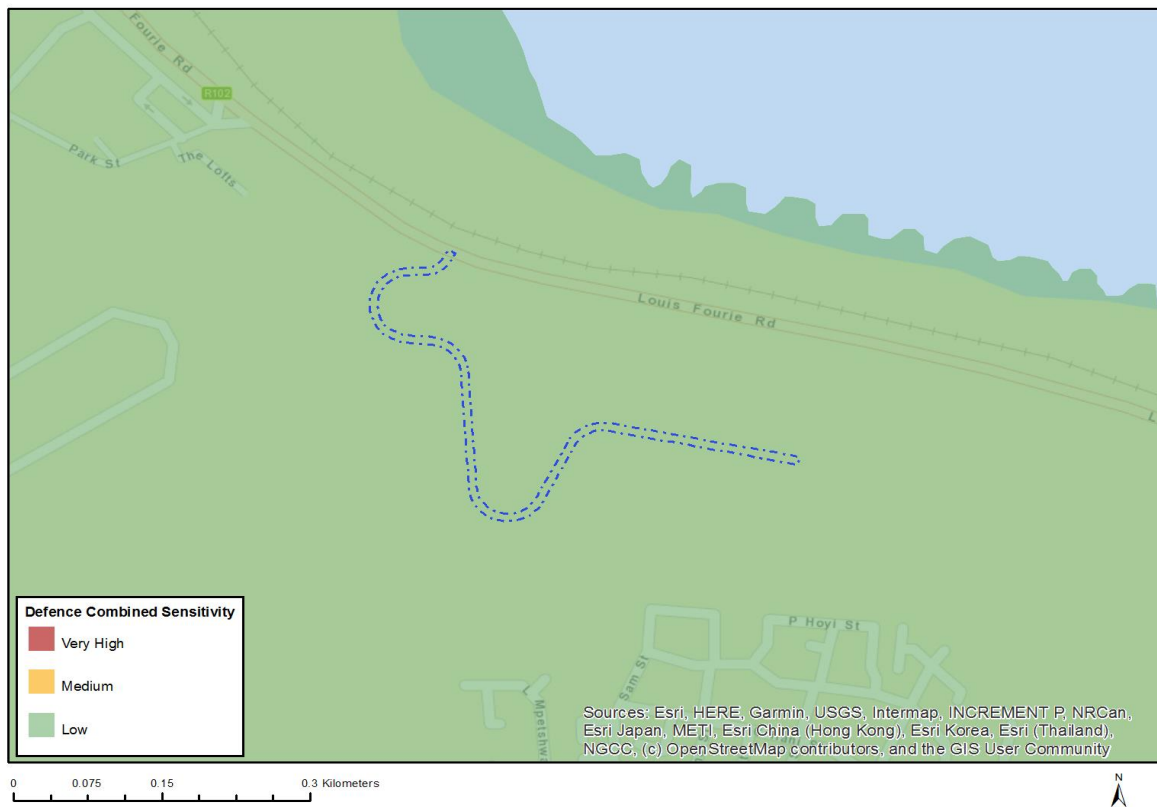 Fourie Rd
R102
Park St
The Lofts
Louis Fourie Rd
L
P Hoyi St
Sam St
L Mpetshwa
Defence Combined Sensitivity
Very High
Medium
Low
Sources: Esri, HERE, Garmin, USGS, Intermap, INCREMENT P, NRCan,
Esri Japan, METI, Esri China (Hong Kong), Esri Korea, Esri (Thailand),
NGCC, (c) OpenStreetMap contributors, and the GIS User Community
0 0.075 0.15 0.3 Kilometers
N